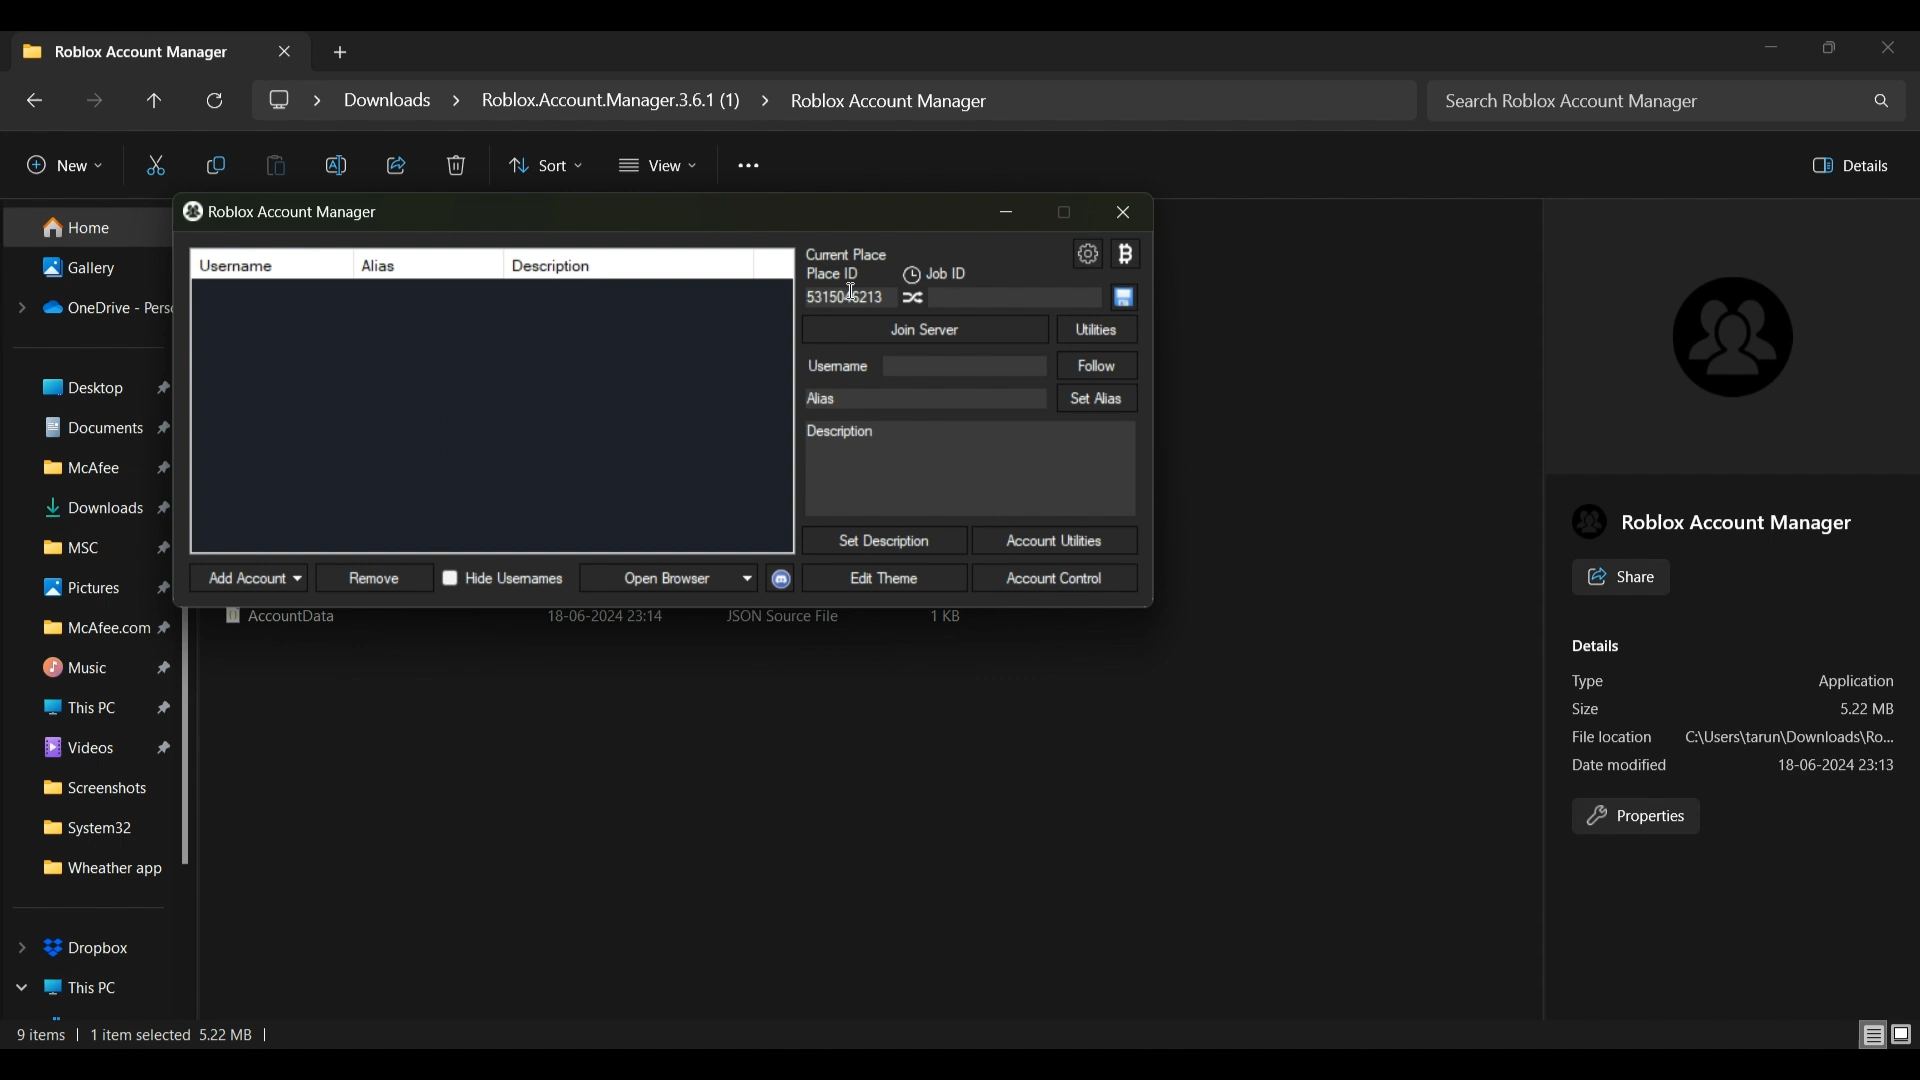 Roblox Account Manager
Downloads > Roblox.Account.Manager.3.6.1 (1) > Roblox Account Manager
Search Roblox Account Manager
New
Sort
View
Details
Home
Gallery
OneDrive - Pers
Desktop
Documents
McAfee
Downloads
MSC
Pictures
McAfee.com
Music
This PC
Videos
Screenshots
System32
Wheather app
Dropbox
This PC
Roblox Account Manager
Username Alias Description
Current Place
Place ID Job ID
5315046213
Join Server Utilities
Username Follow
Alias Set Alias
Description
Set Description Account Utilities
Add Account Remove Hide Usernames Open Browser Edit Theme Account Control
AccountData 18-06-2024 23:14 JSON Source File 1 KB
Roblox Account Manager
Share
Details
Type Application
Size 5.22 MB
File location C:\Users\tarun\Downloads\Ro...
Date modified 18-06-2024 23:13
Properties
9 items | 1 item selected 5.22 MB |